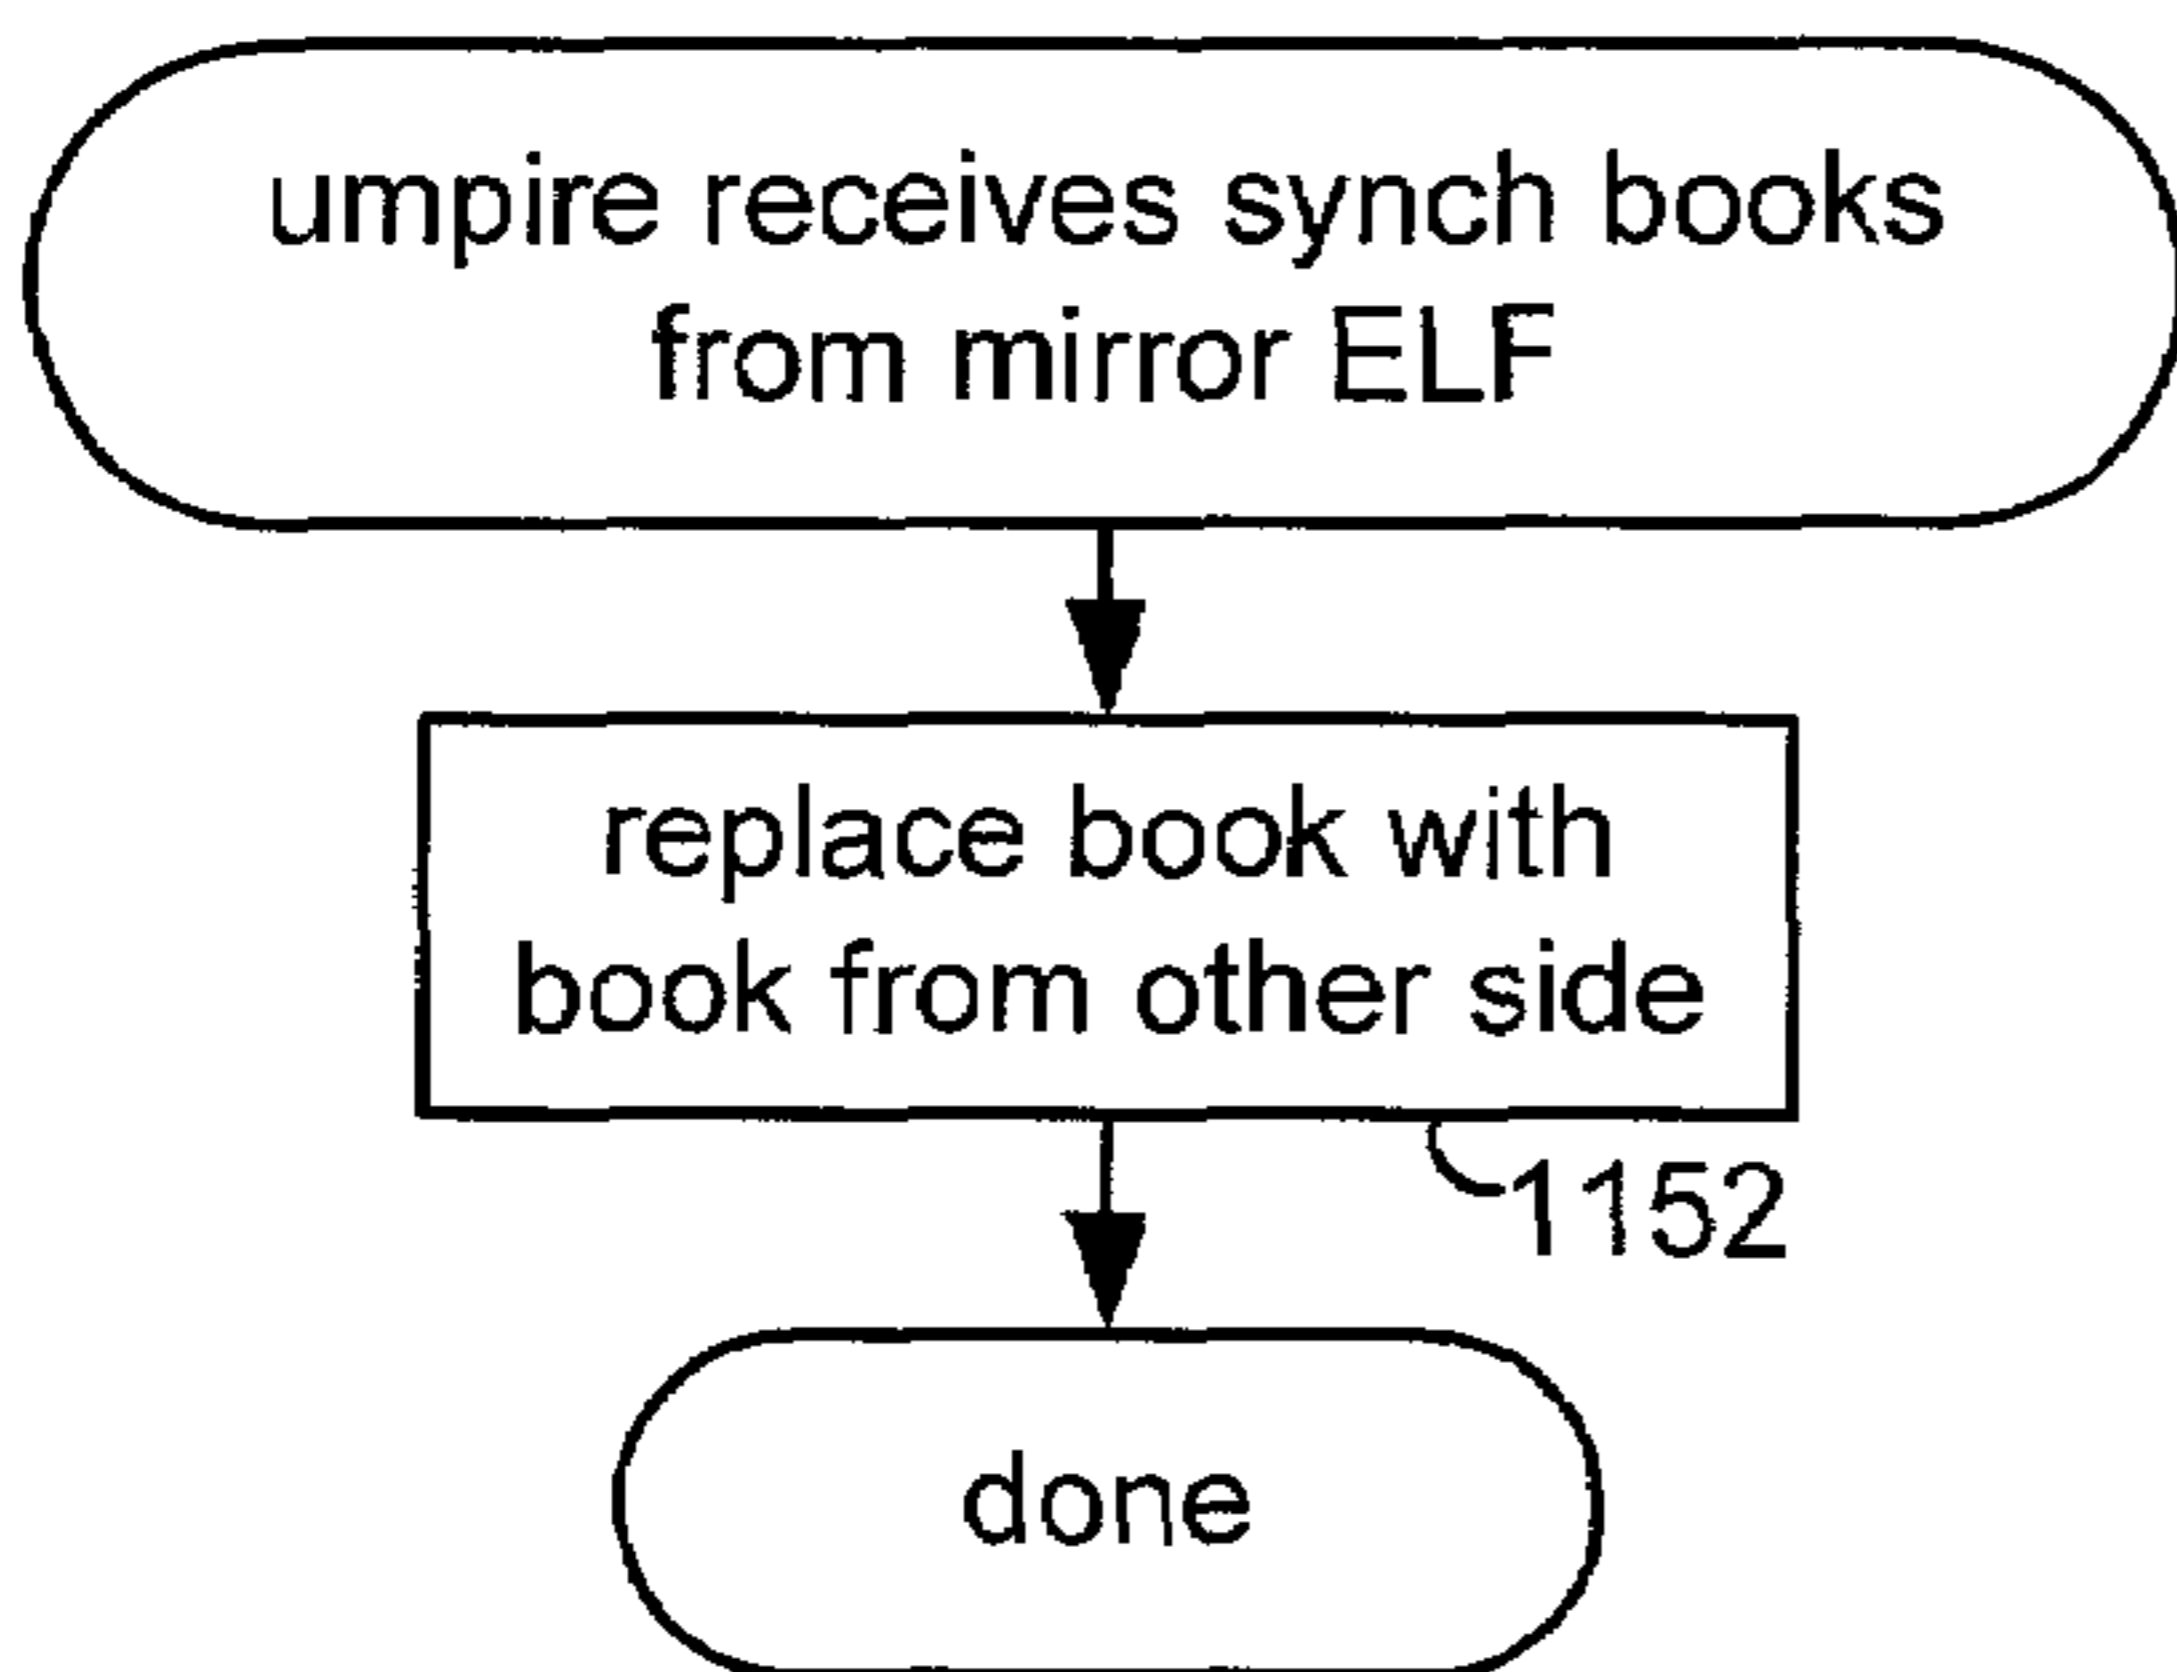 umpire receives synch books
from mirror ELF
replace book with
book from other side
1152
done